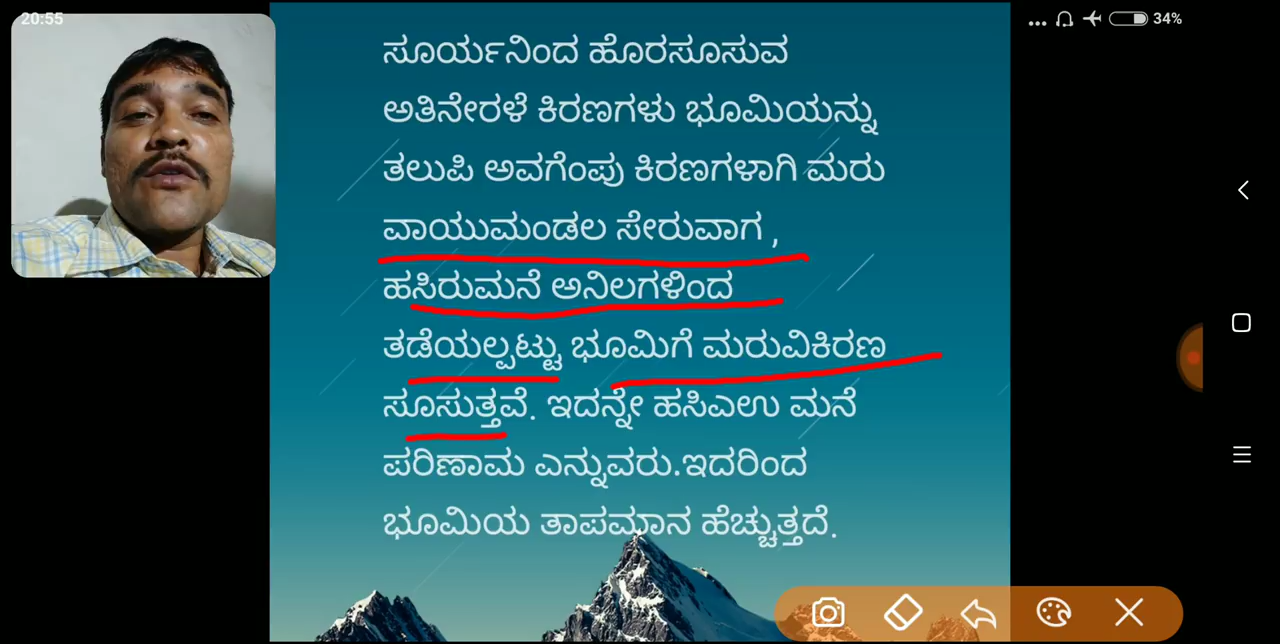 20:55
34%
ಸೂರ್ಯನಿಂದ ಹೊರಸೂಸುವ
ಅತಿನೇರಳೆ ಕಿರಣಗಳು ಭೂಮಿಯನ್ನು
ತಲುಪಿ ಅವಗೆಂಪು ಕಿರಣಗಳಾಗಿ ಮರು
ವಾಯುಮಂಡಲ ಸೇರುವಾಗ ,
ಹಸಿರುಮನೆ ಅನಿಲಗಳಿಂದ
ತಡೆಯಲ್ಪಟ್ಟು ಭೂಮಿಗೆ ಮರುವಿಕಿರಣ
ಸೂಸುತ್ತವೆ. ಇದನ್ನೇ ಹಸಿಎಉ ಮನೆ
ಪರಿಣಾಮ ಎನ್ನುವರು.ಇದರಿಂದ
ಭೂಮಿಯ ತಾಪಮಾನ ಹೆಚ್ಚುತ್ತದೆ.